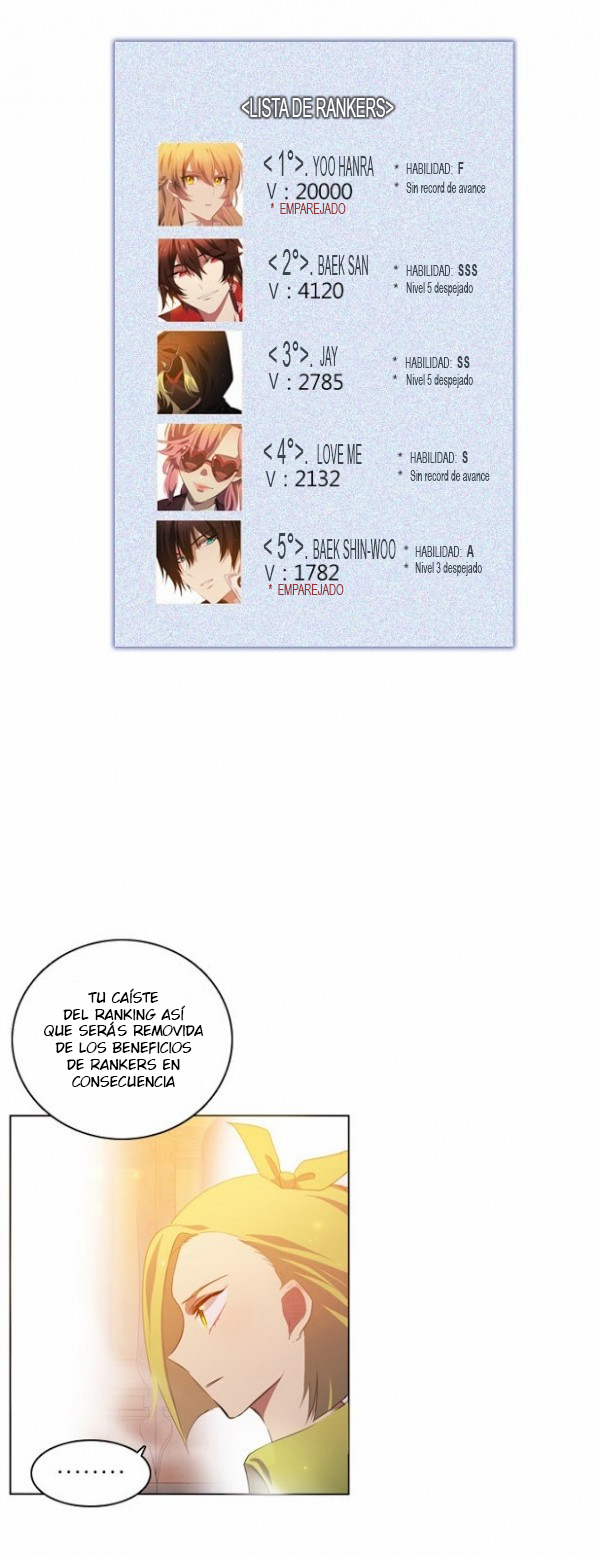 <LISTA DE RANKERS>
< 1°>. YOO HANRA * HABILIDAD: F
V : 20000 * Sin record de avance
* EMPAREJADO
< 2°>. BAEK SAN * HABILIDAD: SSS
V : 4120 * Nivel 5 despejado
< 3°>. JAY * HABILIDAD: SS
V : 2785 * Nivel 5 despejado
< 4°>. LOVE ME * HABILIDAD: S
V : 2132 * Sin record de avance
< 5°>. BAEK SHIN-WOO * HABILIDAD: A
V : 1782 * Nivel 3 despejado
* EMPAREJADO
TU CAÍSTE
DEL RANKING ASÍ
QUE SERÁS REMOVIDA
DE LOS BENEFICIOS
DE RANKERS EN
CONSECUENCIA
........